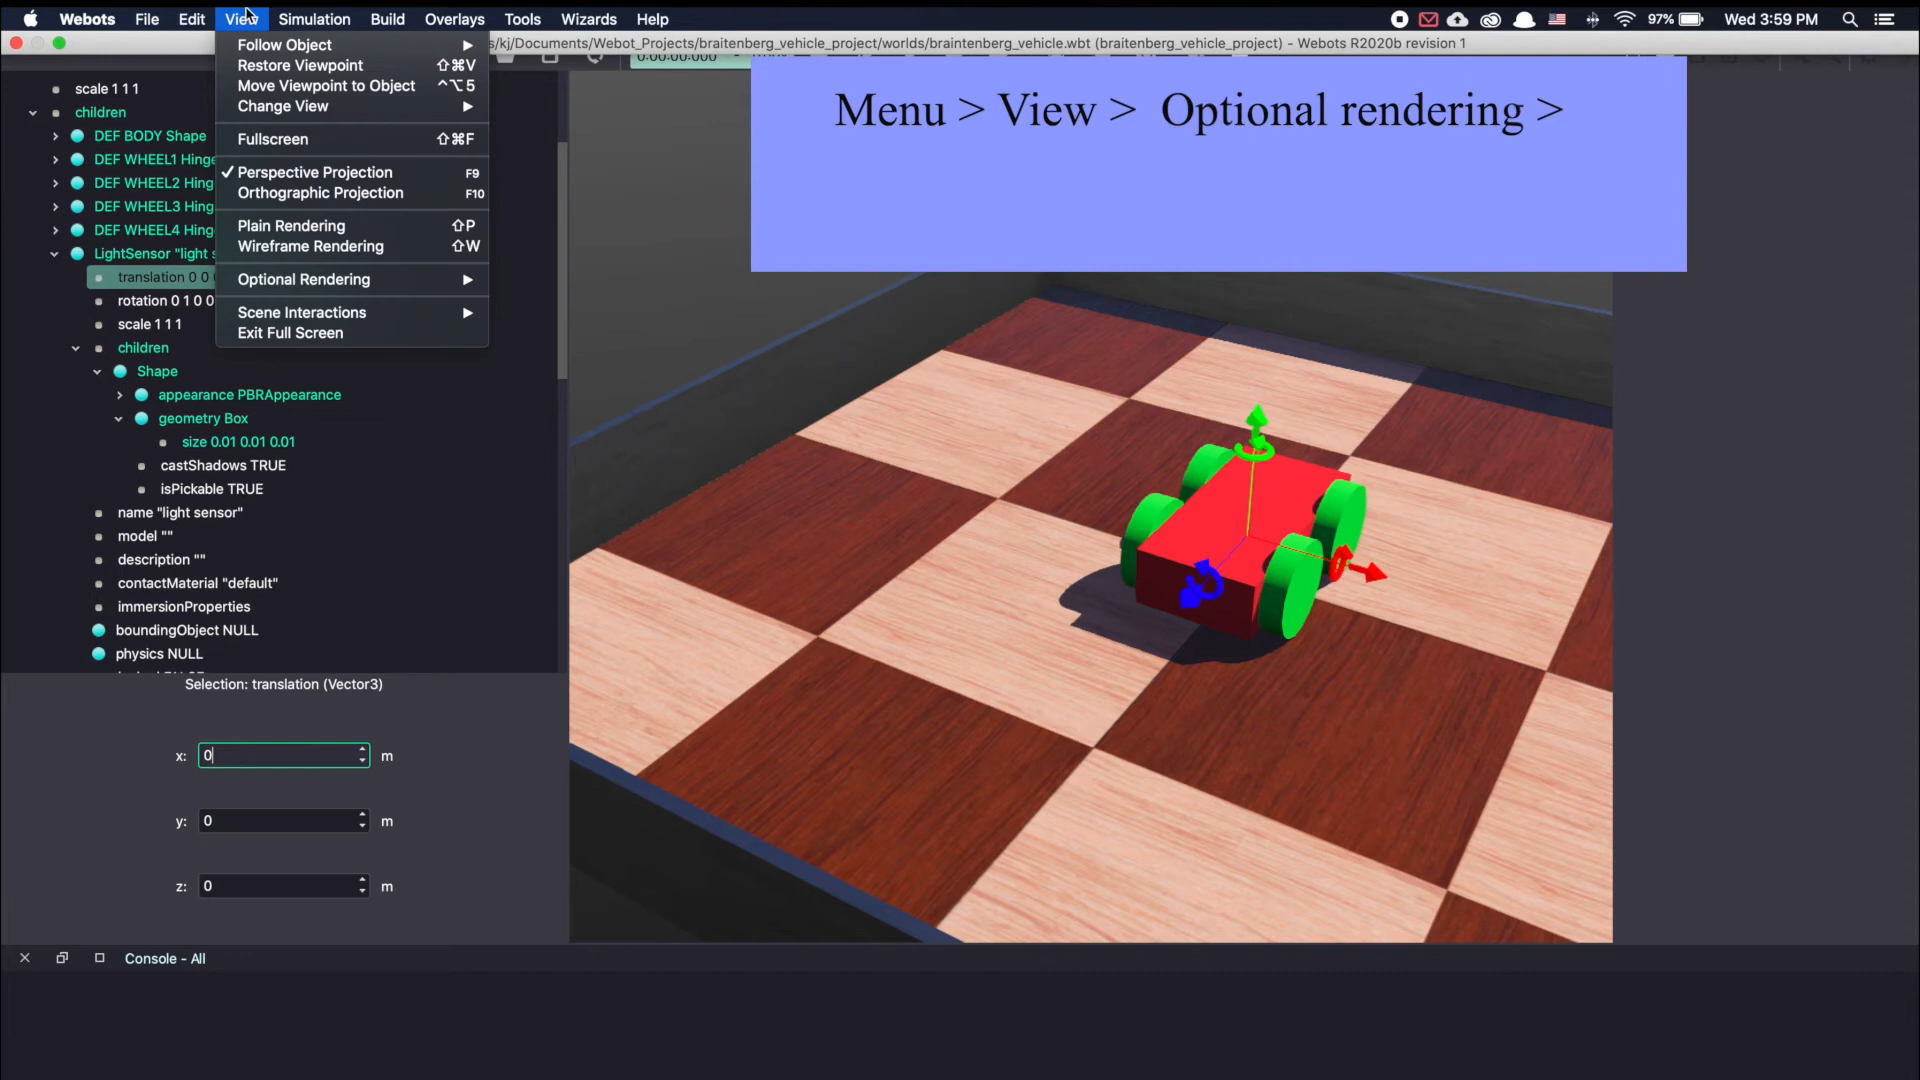 Webots File Edit View Simulation Build Overlays Tools Wizards Help 97% Wed 3:59 PM
s/kj/Documents/Webot_Projects/braitenberg_vehicle_project/worlds/braintenberg_vehicle.wbt (braitenberg_vehicle_project) - Webots R2020b revision 1
0:00:00:000
Follow Object
Restore Viewpoint ⇧⌘V
Move Viewpoint to Object ^⌥5
Change View
Fullscreen ⇧⌘F
✓ Perspective Projection F9
Orthographic Projection F10
Plain Rendering ⇧P
Wireframe Rendering ⇧W
Optional Rendering
Scene Interactions
Exit Full Screen
Menu > View > Optional rendering >
scale 1 1 1
children
DEF BODY Shape
DEF WHEEL1 Hinge
DEF WHEEL2 Hing
DEF WHEEL3 Hing
DEF WHEEL4 Hing
LightSensor "light s
translation 0 0
rotation 0 1 0 0
scale 1 1 1
children
Shape
appearance PBRAppearance
geometry Box
size 0.01 0.01 0.01
castShadows TRUE
isPickable TRUE
name "light sensor"
model ""
description ""
contactMaterial "default"
immersionProperties
boundingObject NULL
physics NULL
Selection: translation (Vector3)
x: 0 m
y: 0 m
z: 0 m
Console - All